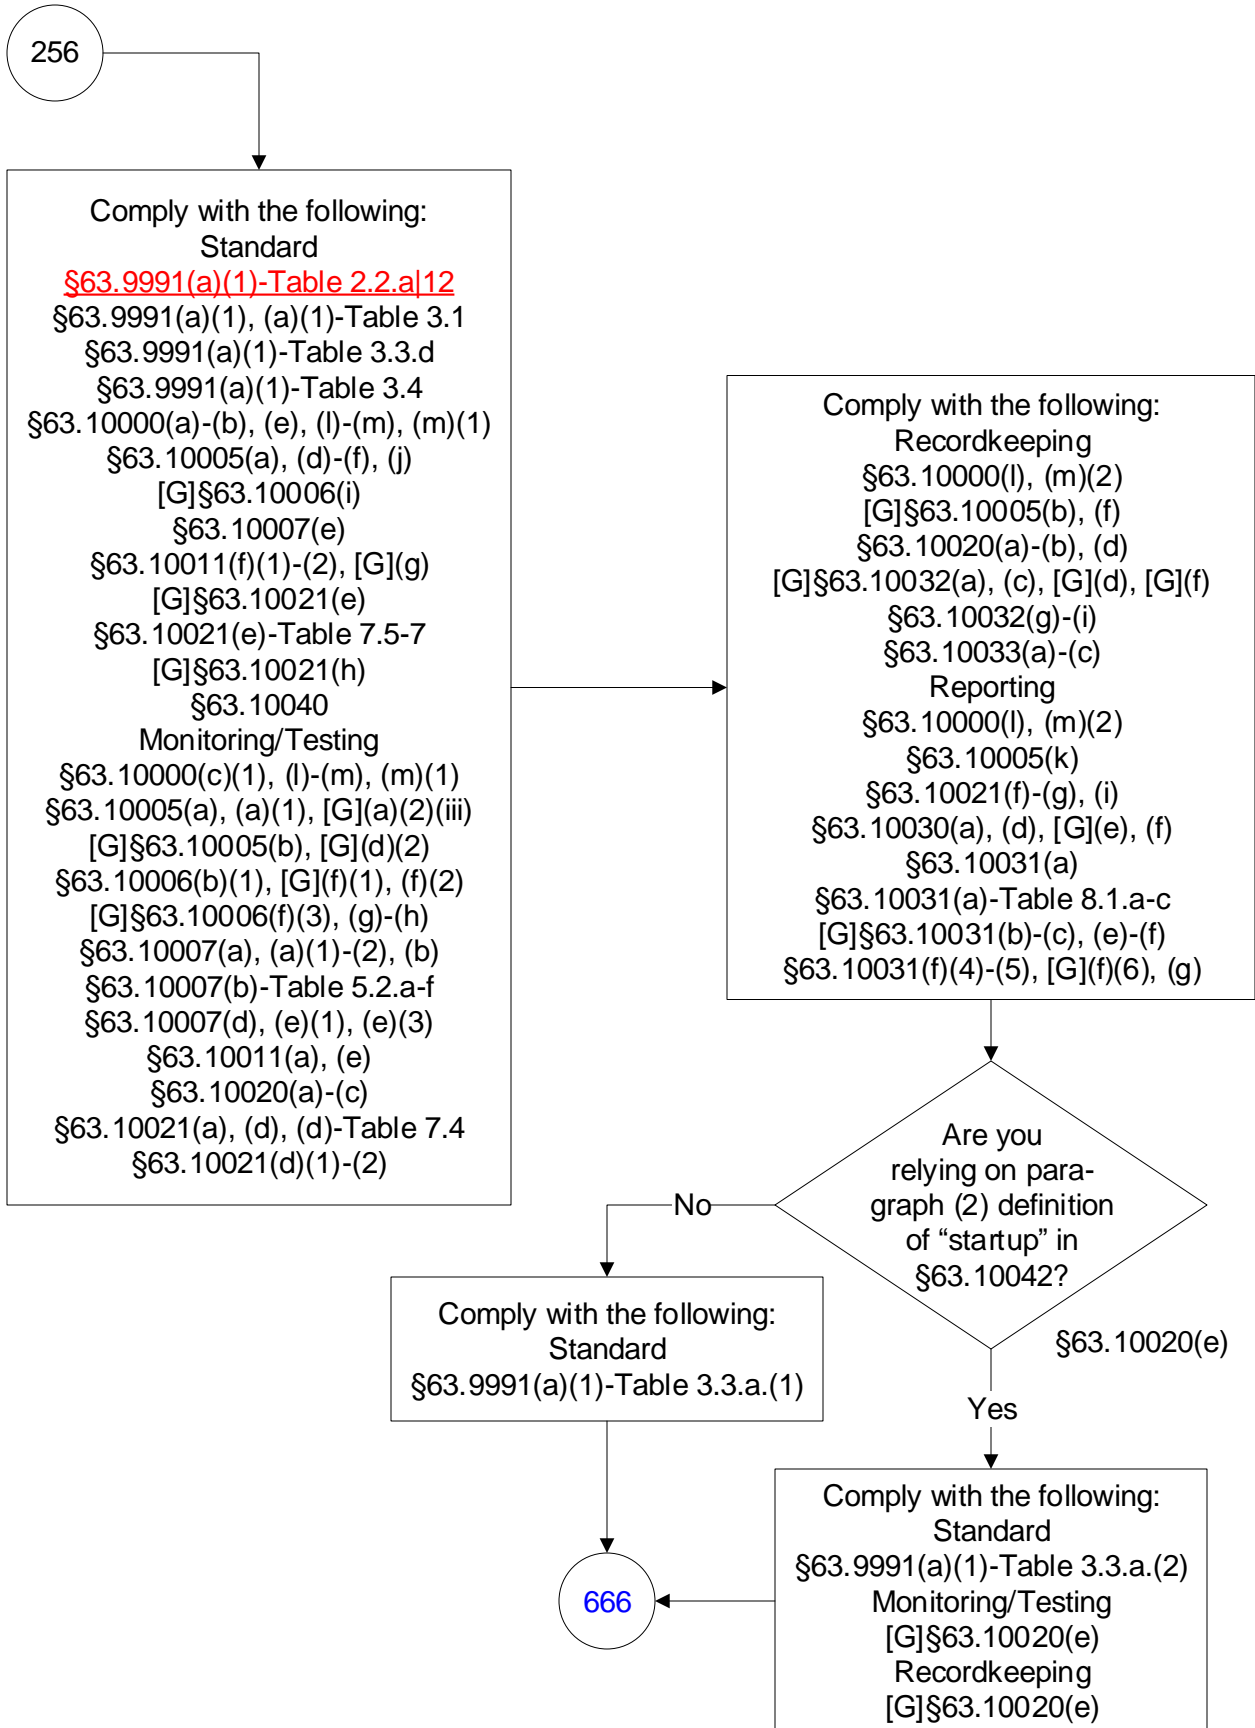 256
Comply with the following:
Standard
§63.9991(a)(1)-Table 2.2.a|12
§63.9991(a)(1), (a)(1)-Table 3.1
§63.9991(a)(1)-Table 3.3.d
§63.9991(a)(1)-Table 3.4
§63.10000(a)-(b), (e), (l)-(m), (m)(1)
§63.10005(a), (d)-(f), (j)
[G]§63.10006(i)
§63.10007(e)
§63.10011(f)(1)-(2), [G](g)
[G]§63.10021(e)
§63.10021(e)-Table 7.5-7
[G]§63.10021(h)
§63.10040
Monitoring/Testing
§63.10000(c)(1), (l)-(m), (m)(1)
§63.10005(a), (a)(1), [G](a)(2)(iii)
[G]§63.10005(b), [G](d)(2)
§63.10006(b)(1), [G](f)(1), (f)(2)
[G]§63.10006(f)(3), (g)-(h)
§63.10007(a), (a)(1)-(2), (b)
§63.10007(b)-Table 5.2.a-f
§63.10007(d), (e)(1), (e)(3)
§63.10011(a), (e)
§63.10020(a)-(c)
§63.10021(a), (d), (d)-Table 7.4
§63.10021(d)(1)-(2)
Comply with the following:
Recordkeeping
§63.10000(l), (m)(2)
[G]§63.10005(b), (f)
§63.10020(a)-(b), (d)
[G]§63.10032(a), (c), [G](d), [G](f)
§63.10032(g)-(i)
§63.10033(a)-(c)
Reporting
§63.10000(l), (m)(2)
§63.10005(k)
§63.10021(f)-(g), (i)
§63.10030(a), (d), [G](e), (f)
§63.10031(a)
§63.10031(a)-Table 8.1.a-c
[G]§63.10031(b)-(c), (e)-(f)
§63.10031(f)(4)-(5), [G](f)(6), (g)
Are you
relying on para-
graph (2) definition
of “startup” in
§63.10042?
§63.10020(e)
No
Comply with the following:
Standard
§63.9991(a)(1)-Table 3.3.a.(1)
Yes
Comply with the following:
Standard
§63.9991(a)(1)-Table 3.3.a.(2)
Monitoring/Testing
[G]§63.10020(e)
Recordkeeping
[G]§63.10020(e)
666